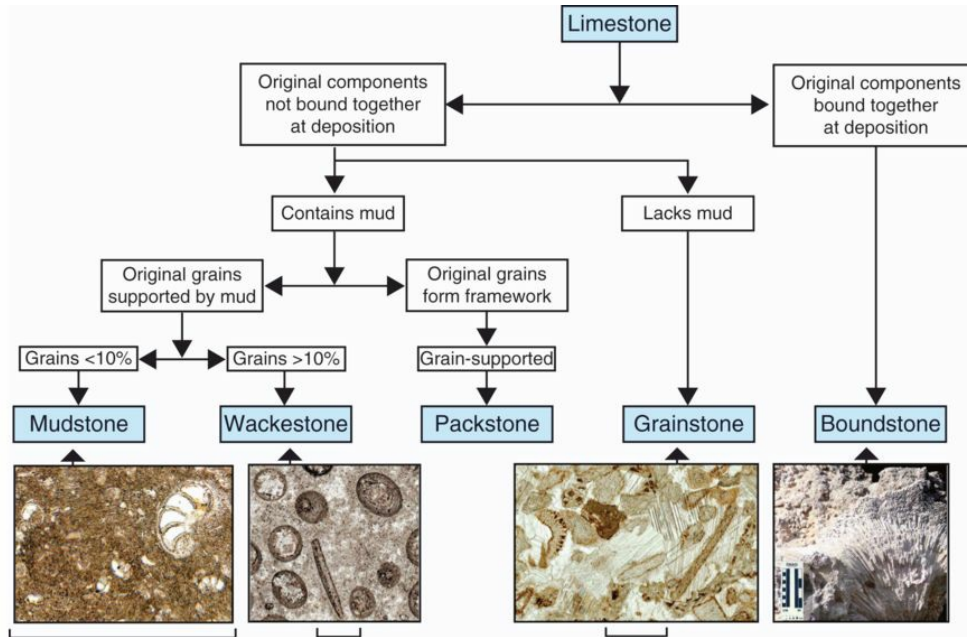 Limestone
Original components
not bound together
at deposition
Original components
bound together
at deposition
Contains mud
Lacks mud
Original grains
supported by mud
Original grains
form framework
Grains <10%
Grains >10%
Grain-supported
Mudstone
Wackestone
Packstone
Grainstone
Boundstone